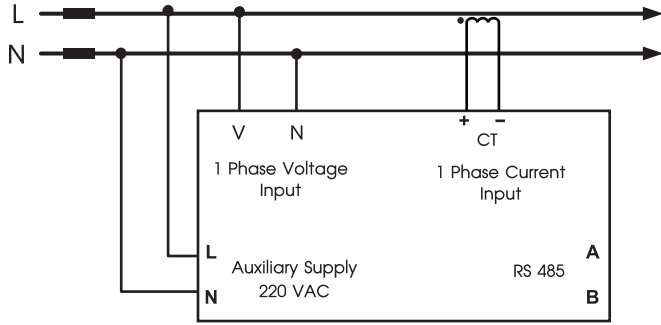 L
N
V N
+ −
CT
1 Phase Voltage
Input
1 Phase Current
Input
L
N
Auxiliary Supply
220 VAC
RS 485
A
B